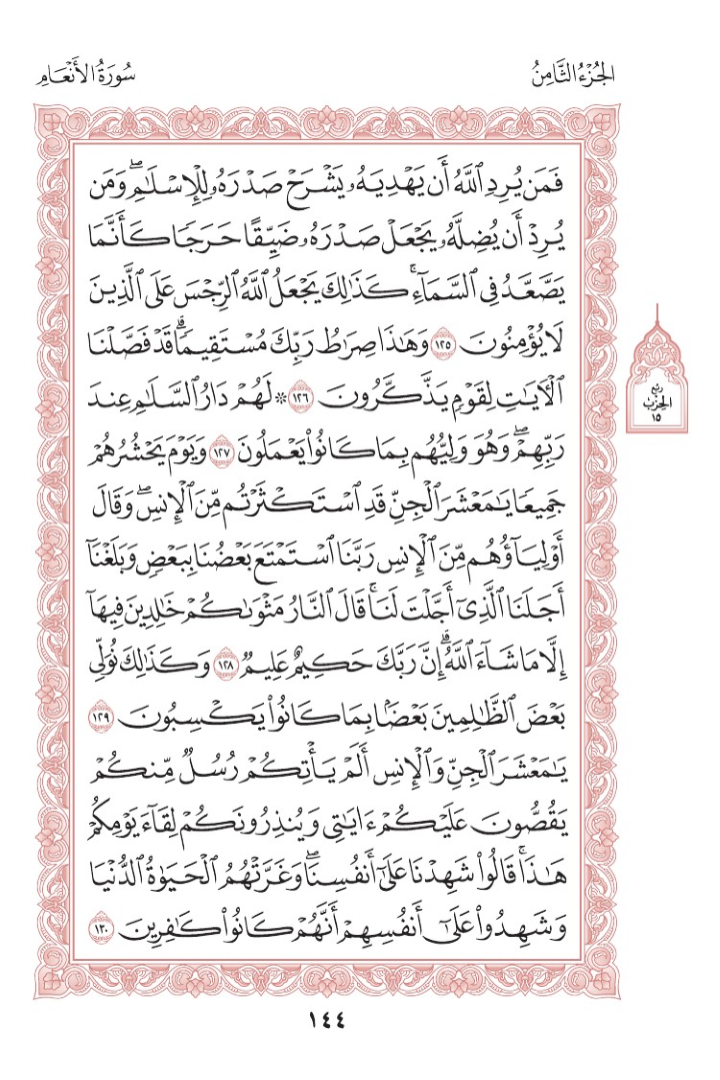 الجُزْءُ الثَّامِنُ
سُورَةُ الأَنْعَامِ
فَمَن يُرِدِ ٱللَّهُ أَن يَهْدِيَهُۥ يَشْرَحْ صَدْرَهُۥ لِلْإِسْلَٰمِۖ وَمَن
يُرِدْ أَن يُضِلَّهُۥ يَجْعَلْ صَدْرَهُۥ ضَيِّقًا حَرَجًا كَأَنَّمَا
يَصَّعَّدُ فِي ٱلسَّمَآءِۚ كَذَٰلِكَ يَجْعَلُ ٱللَّهُ ٱلرِّجْسَ عَلَى ٱلَّذِينَ
لَا يُؤْمِنُونَ ١٢٥ وَهَٰذَا صِرَٰطُ رَبِّكَ مُسْتَقِيمًاۗ قَدْ فَصَّلْنَا
ٱلْأٓيَٰتِ لِقَوْمٍ يَذَّكَّرُونَ ١٢٦ ۞ لَهُمْ دَارُ ٱلسَّلَٰمِ عِندَ
رَبِّهِمْۖ وَهُوَ وَلِيُّهُم بِمَا كَانُوا۟ يَعْمَلُونَ ١٢٧ وَيَوْمَ يَحْشُرُهُمْ
جَمِيعًا يَٰمَعْشَرَ ٱلْجِنِّ قَدِ ٱسْتَكْثَرْتُم مِّنَ ٱلْإِنسِۖ وَقَالَ
أَوْلِيَآؤُهُم مِّنَ ٱلْإِنسِ رَبَّنَا ٱسْتَمْتَعَ بَعْضُنَا بِبَعْضٍ وَبَلَغْنَآ
أَجَلَنَا ٱلَّذِيٓ أَجَّلْتَ لَنَاۚ قَالَ ٱلنَّارُ مَثْوَىٰكُمْ خَٰلِدِينَ فِيهَآ
إِلَّا مَا شَآءَ ٱللَّهُۗ إِنَّ رَبَّكَ حَكِيمٌ عَلِيمٌ ١٢٨ وَكَذَٰلِكَ نُوَلِّي
بَعْضَ ٱلظَّٰلِمِينَ بَعْضًۢا بِمَا كَانُوا۟ يَكْسِبُونَ ١٢٩
يَٰمَعْشَرَ ٱلْجِنِّ وَٱلْإِنسِ أَلَمْ يَأْتِكُمْ رُسُلٌ مِّنكُمْ
يَقُصُّونَ عَلَيْكُمْ ءَايَٰتِي وَيُنذِرُونَكُمْ لِقَآءَ يَوْمِكُمْ
هَٰذَاۚ قَالُوا۟ شَهِدْنَا عَلَىٰٓ أَنفُسِنَاۖ وَغَرَّتْهُمُ ٱلْحَيَوٰةُ ٱلدُّنْيَا
وَشَهِدُوا۟ عَلَىٰٓ أَنفُسِهِمْ أَنَّهُمْ كَانُوا۟ كَٰفِرِينَ ١٣٠
رُبْع
الحِزْب
١٥
١٤٤